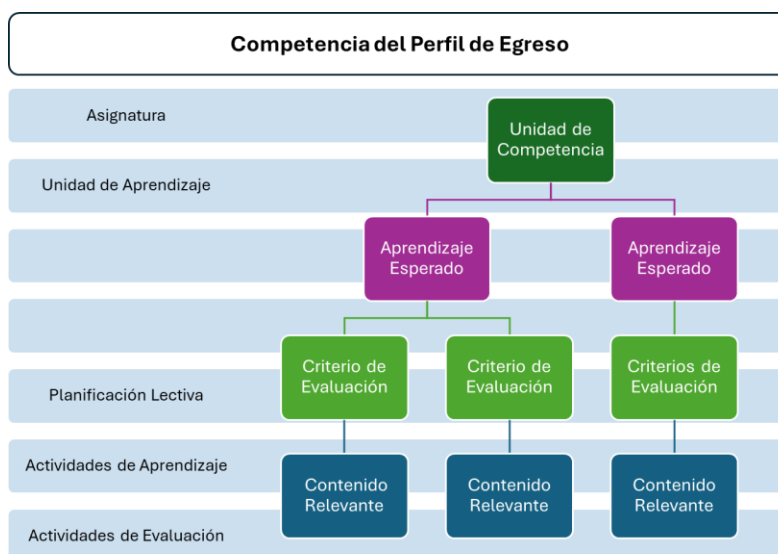 Competencia del Perfil de Egreso
Asignatura
Unidad de
Competencia
Unidad de Aprendizaje
Aprendizaje
Esperado
Aprendizaje
Esperado
Criterio de
Evaluación
Criterio de
Evaluación
Criterios de
Evaluación
Planificación Lectiva
Actividades de Aprendizaje
Contenido
Relevante
Contenido
Relevante
Contenido
Relevante
Actividades de Evaluación